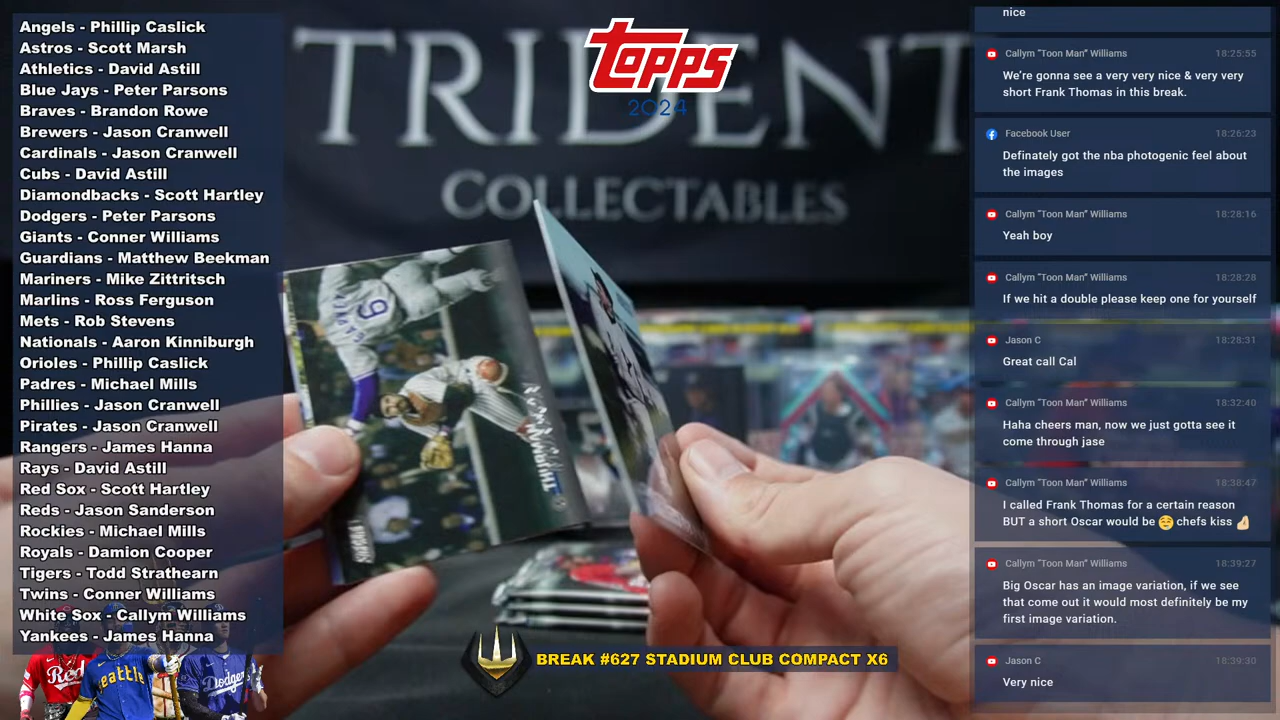 Angels - Phillip Caslick
Astros - Scott Marsh
Athletics - David Astill
Blue Jays - Peter Parsons
Braves - Brandon Rowe
Brewers - Jason Cranwell
Cardinals - Jason Cranwell
Cubs - David Astill
Diamondbacks - Scott Hartley
Dodgers - Peter Parsons
Giants - Conner Williams
Guardians - Matthew Beekman
Mariners - Mike Zittritsch
Marlins - Ross Ferguson
Mets - Rob Stevens
Nationals - Aaron Kinniburgh
Orioles - Phillip Caslick
Padres - Michael Mills
Phillies - Jason Cranwell
Pirates - Jason Cranwell
Rangers - James Hanna
Rays - David Astill
Red Sox - Scott Hartley
Reds - Jason Sanderson
Rockies - Michael Mills
Royals - Damion Cooper
Tigers - Todd Strathearn
Twins - Conner Williams
White Sox - Callym Williams
Yankees - James Hanna
Reds
seattle
Dodgers
topps
2024
TRIDENT
COLLECTABLES
9
BREAK #627 STADIUM CLUB COMPACT X6
nice
Callym "Toon Man" Williams 18:25:55
We're gonna see a very very nice & very very
short Frank Thomas in this break.
Facebook User 18:26:23
Definately got the nba photogenic feel about
the images
Callym "Toon Man" Williams 18:28:16
Yeah boy
Callym "Toon Man" Williams 18:28:28
If we hit a double please keep one for yourself
Jason C 18:28:31
Great call Cal
Callym "Toon Man" Williams 18:32:40
Haha cheers man, now we just gotta see it
come through jase
Callym "Toon Man" Williams 18:38:47
I called Frank Thomas for a certain reason
BUT a short Oscar would be 😌 chefs kiss 🤌
Callym "Toon Man" Williams 18:39:27
Big Oscar has an image variation, if we see
that come out it would most definitely be my
first image variation.
Jason C 18:39:30
Very nice